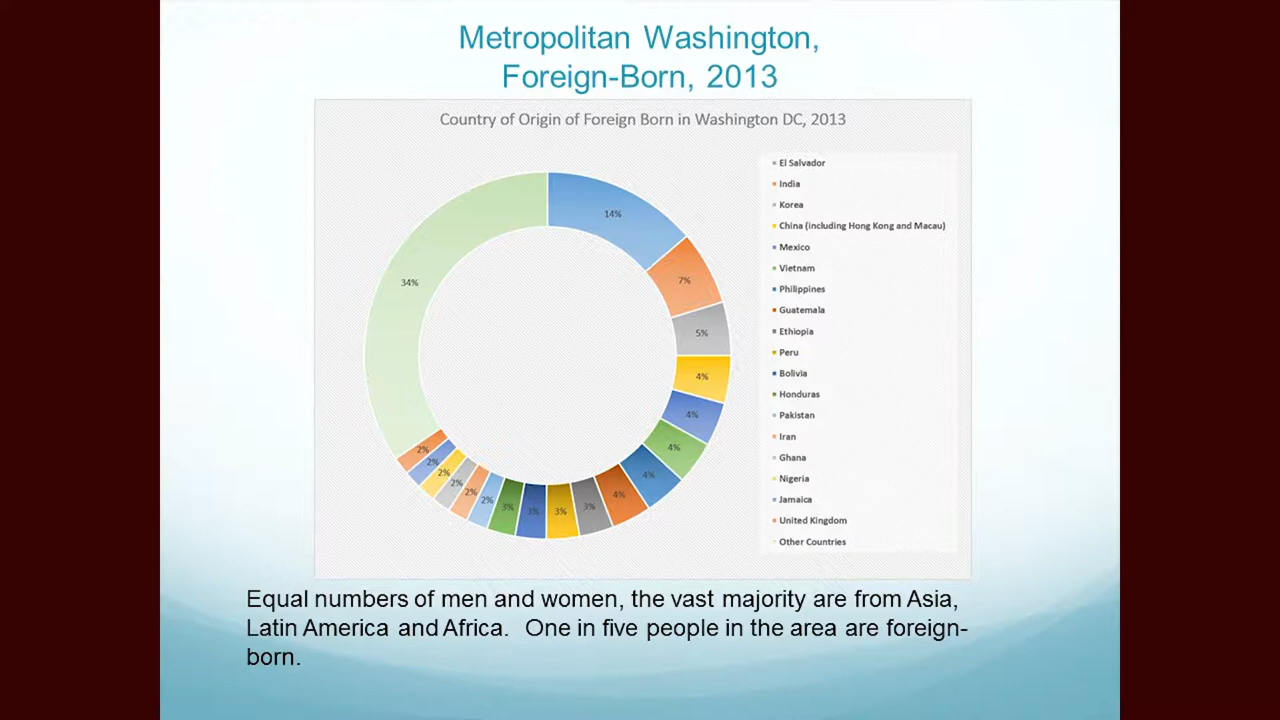 Metropolitan Washington,
Foreign-Born, 2013
Country of Origin of Foreign Born in Washington DC, 2013
14%
7%
5%
4%
4%
4%
4%
4%
3%
3%
3%
3%
2%
2%
2%
2%
2%
2%
34%
El Salvador
India
Korea
China (including Hong Kong and Macau)
Mexico
Vietnam
Philippines
Guatemala
Ethiopia
Peru
Bolivia
Honduras
Pakistan
Iran
Ghana
Nigeria
Jamaica
United Kingdom
Other Countries
Equal numbers of men and women, the vast majority are from Asia,
Latin America and Africa. One in five people in the area are foreign-
born.